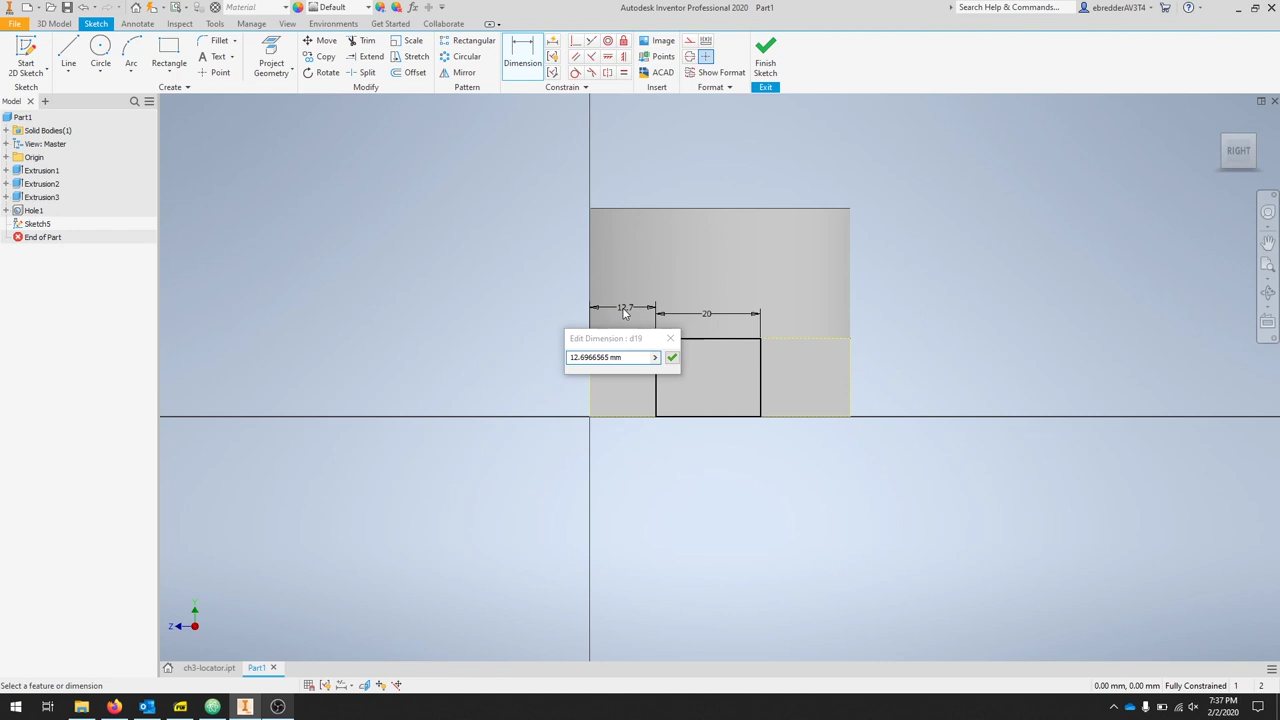 Material
Default
Autodesk Inventor Professional 2020 Part1
Search Help & Commands...
ebredderAV3T4
File
3D Model
Sketch
Annotate
Inspect
Tools
Manage
View
Environments
Get Started
Collaborate
Start
2D Sketch
Line
Circle
Arc
Rectangle
Fillet
Text
Point
Project
Geometry
Move
Copy
Rotate
Trim
Extend
Split
Scale
Stretch
Offset
Rectangular
Circular
Mirror
Dimension
Image
Points
ACAD
Show Format
Finish
Sketch
Sketch
Create
Modify
Pattern
Constrain
Insert
Format
Exit
Model
Part1
Solid Bodies(1)
View: Master
Origin
Extrusion1
Extrusion2
Extrusion3
Hole1
Sketch5
End of Part
RIGHT
12.7
20
Edit Dimension : d19
12.6966565 mm
Y
Z
ch3-locator.ipt
Part1
Select a feature or dimension
0.00 mm, 0.00 mm
Fully Constrained
1
2
7:37 PM
2/2/2020